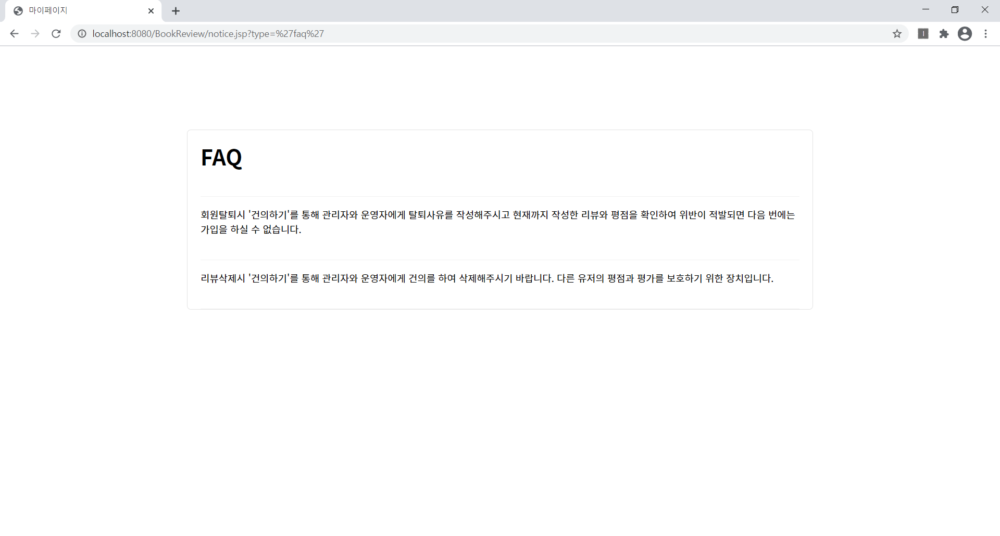 마이페이지
localhost:8080/BookReview/notice.jsp?type=%27faq%27
FAQ
회원탈퇴시 '건의하기'를 통해 관리자와 운영자에게 탈퇴사유를 작성해주시고 현재까지 작성한 리뷰와 평점을 확인하여 위반이 적발되면 다음 번에는
가입을 하실 수 없습니다.
리뷰삭제시 '건의하기'를 통해 관리자와 운영자에게 건의를 하여 삭제해주시기 바랍니다. 다른 유저의 평점과 평가를 보호하기 위한 장치입니다.